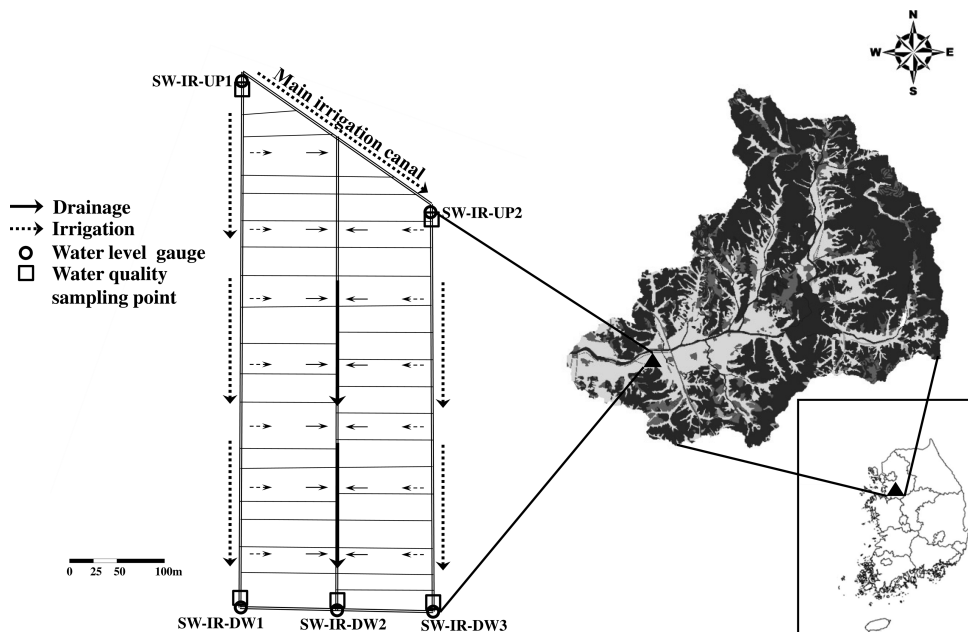 N
W E
S
SW-IR-UP1
Main irrigation canal
SW-IR-UP2
Drainage
Irrigation
Water level gauge
Water quality
sampling point
0 25 50 100m
SW-IR-DW1 SW-IR-DW2 SW-IR-DW3